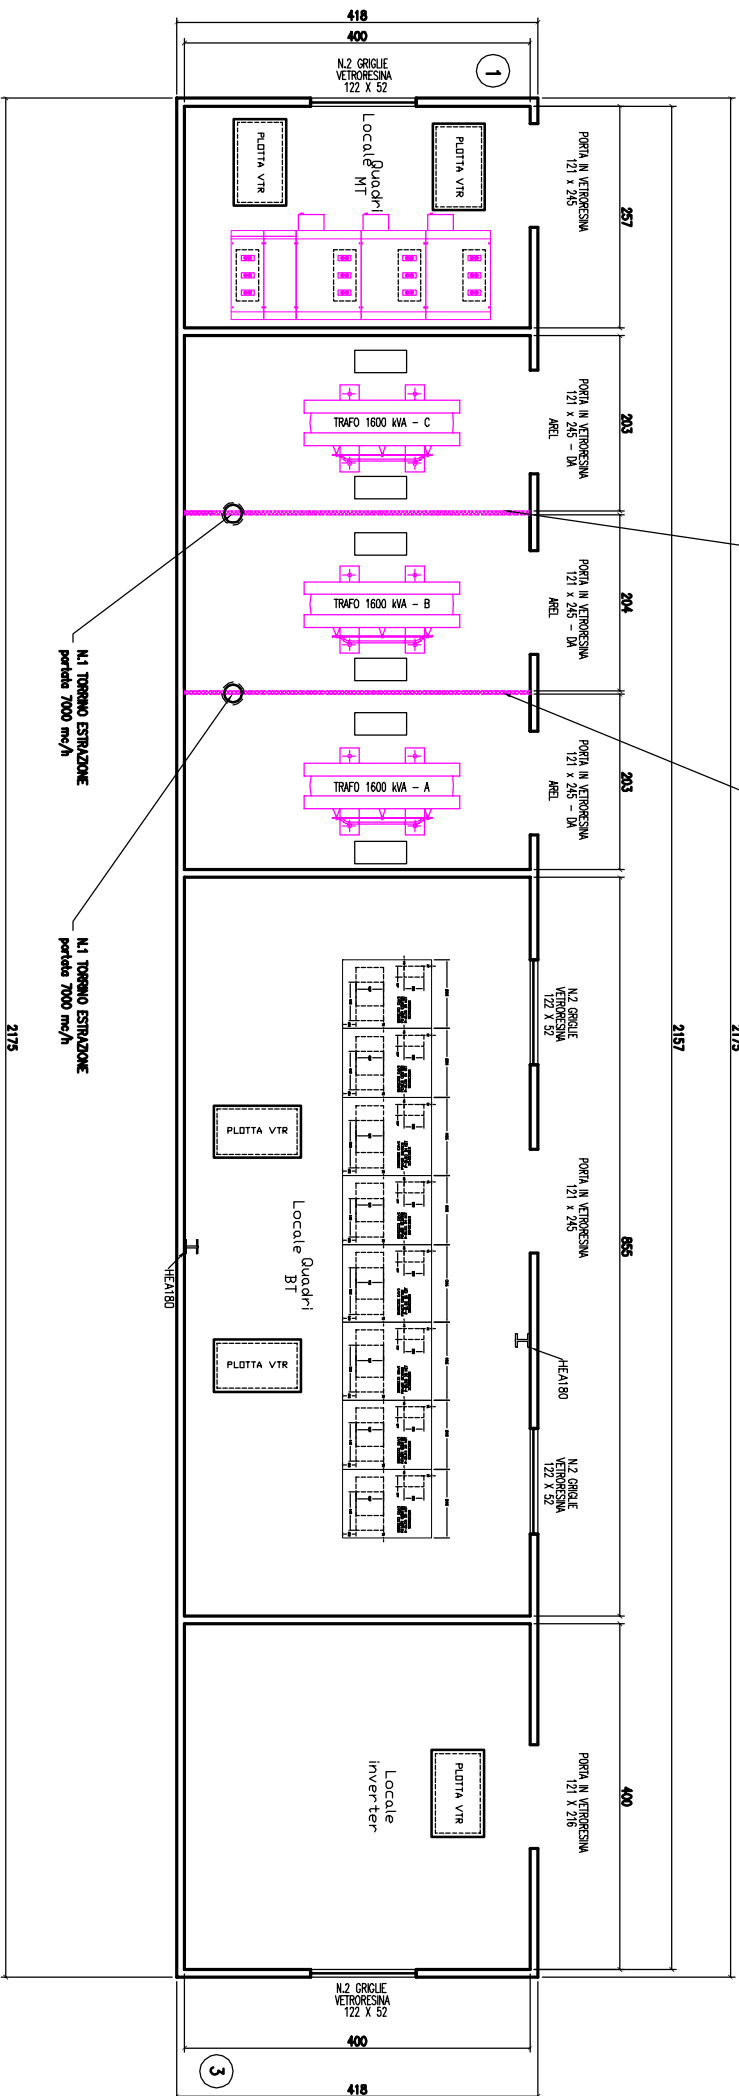 418
400
N.2 GRIGLIE
VETRORESINA
122 X 52
1
PORTA IN VETRORESINA
121 x 245
257
PLOTTA VTR
PLOTTA VTR
Locale Quadri
MT
PORTA IN VETRORESINA
121 x 245 - DA
AREL
203
TRAFO 1600 kVA - C
PORTA IN VETRORESINA
121 x 245 - DA
AREL
204
TRAFO 1600 kVA - B
N.1 TORRINO ESTRAZIONE
portata 7000 mc/h
PORTA IN VETRORESINA
121 x 245 - DA
AREL
203
TRAFO 1600 kVA - A
N.1 TORRINO ESTRAZIONE
portata 7000 mc/h
N.2 GRIGLIE
VETRORESINA
122 X 52
2175
2157
2175
PLOTTA VTR
PORTA IN VETRORESINA
121 x 245
855
Locale Quadri
BT
HEA180
HEA180
PLOTTA VTR
N.2 GRIGLIE
VETRORESINA
122 X 52
PLOTTA VTR
Locale
inverter
PORTA IN VETRORESINA
121 X 216
400
N.2 GRIGLIE
VETRORESINA
122 X 52
400
3
418